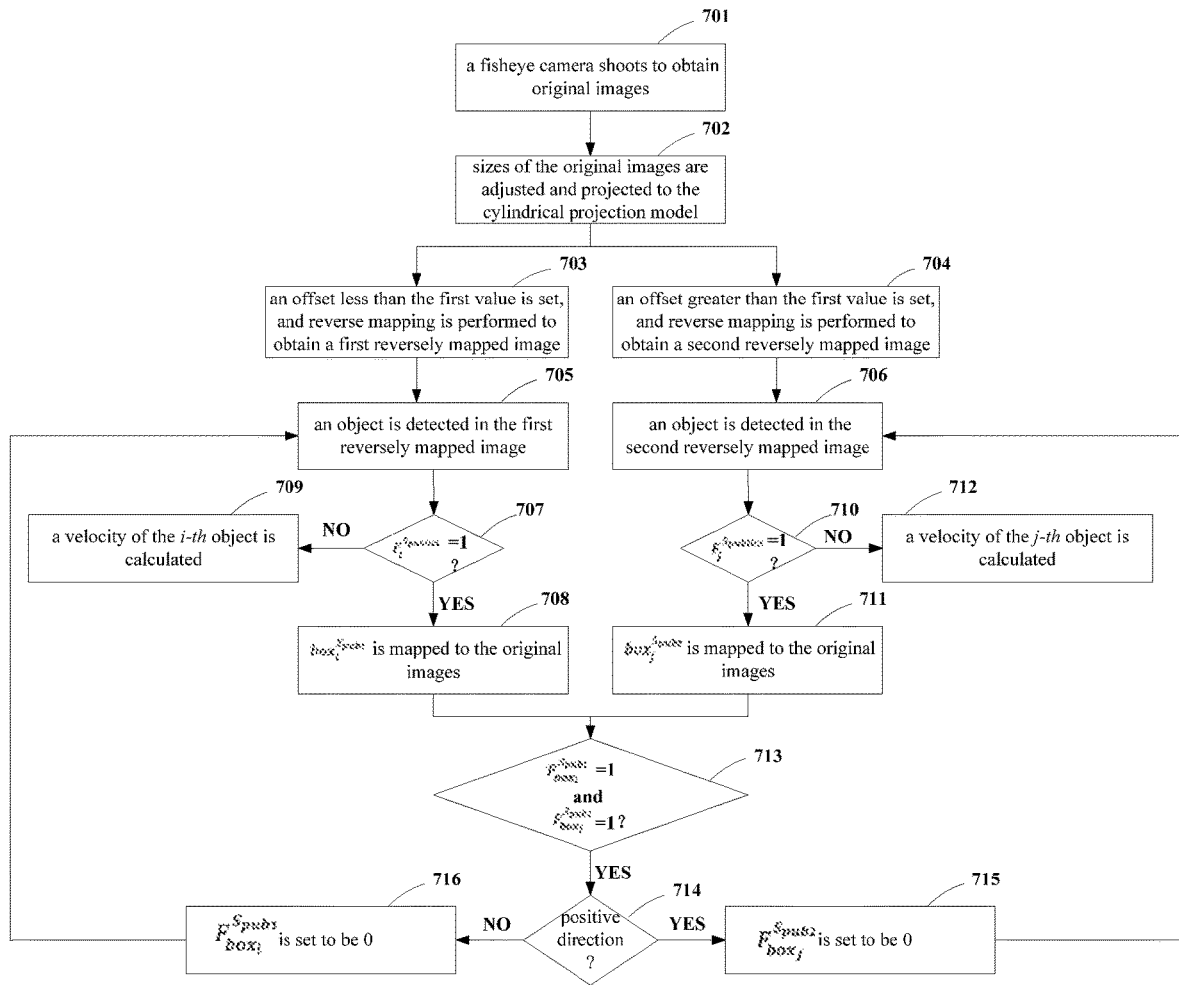 701
a fisheye camera shoots to obtain
original images
702
sizes of the original images are
adjusted and projected to the
cylindrical projection model
703
704
an offset less than the first value is set,
and reverse mapping is performed to
obtain a first reversely mapped image
an offset greater than the first value is set,
and reverse mapping is performed to
obtain a second reversely mapped image
705
706
an object is detected in the first
reversely mapped image
an object is detected in the
second reversely mapped image
709
707
710
712
a velocity of the i-th object is
calculated
NO
=1
?
=1
?
NO
a velocity of the j-th object is
calculated
YES
708
YES
711
is mapped to the original
images
is mapped to the original
images
713
=1
and
=1?
YES
716
714
715
is set to be 0
NO
positive
direction
?
YES
is set to be 0